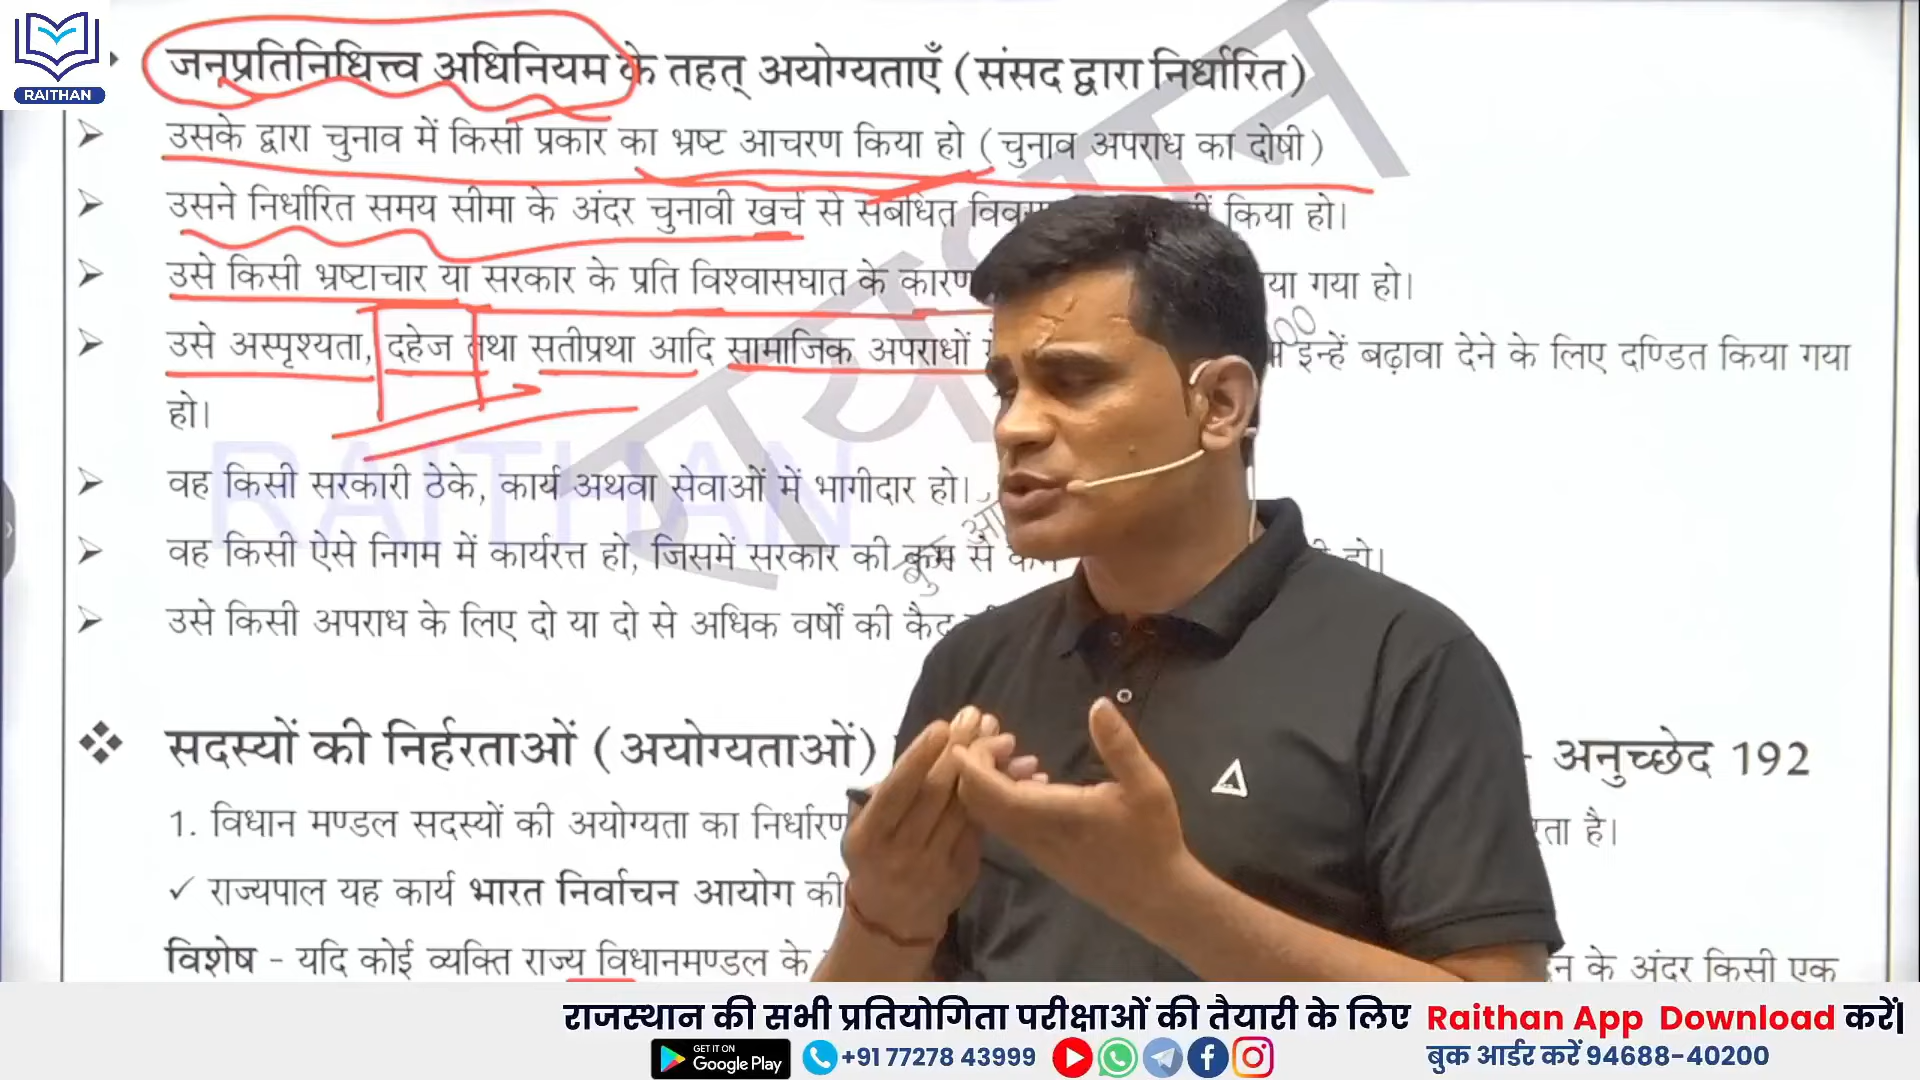 RAITHAN
जनप्रतिनिधित्त्व अधिनियम के तहत् अयोग्यताएँ (संसद द्वारा निर्धारित)
उसके द्वारा चुनाव में किसी प्रकार का भ्रष्ट आचरण किया हो (चुनाव अपराध का दोषी)
उसने निर्धारित समय सीमा के अंदर चुनावी खर्च से संबंधित किया हो।
उसे किसी भ्रष्टाचार या सरकार के प्रति विश्वासघात के कारण गया हो।
उसे अस्पृश्यता, दहेज तथा सतीप्रथा आदि सामाजिक अपराधों इन्हें बढ़ावा देने के लिए दण्डित किया गया
हो।
वह किसी सरकारी ठेके, कार्य अथवा सेवाओं में भागीदार हो।
वह किसी ऐसे निगम में कार्यरत्त हो, जिसमें सरकार की कम से हो।
उसे किसी अपराध के लिए दो या दो से अधिक वर्षों की कैद
सदस्यों की निर्हरताओं (अयोग्यताओं) - अनुच्छेद 192
1. विधान मण्डल सदस्यों की अयोग्यता का निर्धारण है।
✓ राज्यपाल यह कार्य भारत निर्वाचन आयोग की
विशेष - यदि कोई व्यक्ति राज्य विधानमण्डल के के अंदर किसी एक
RAITHAN
रायथान
राजस्थान की सभी प्रतियोगिता परीक्षाओं की तैयारी के लिए Raithan App Download करें|
GET IT ON
Google Play
+91 77278 43999
बुक आर्डर करें 94688-40200